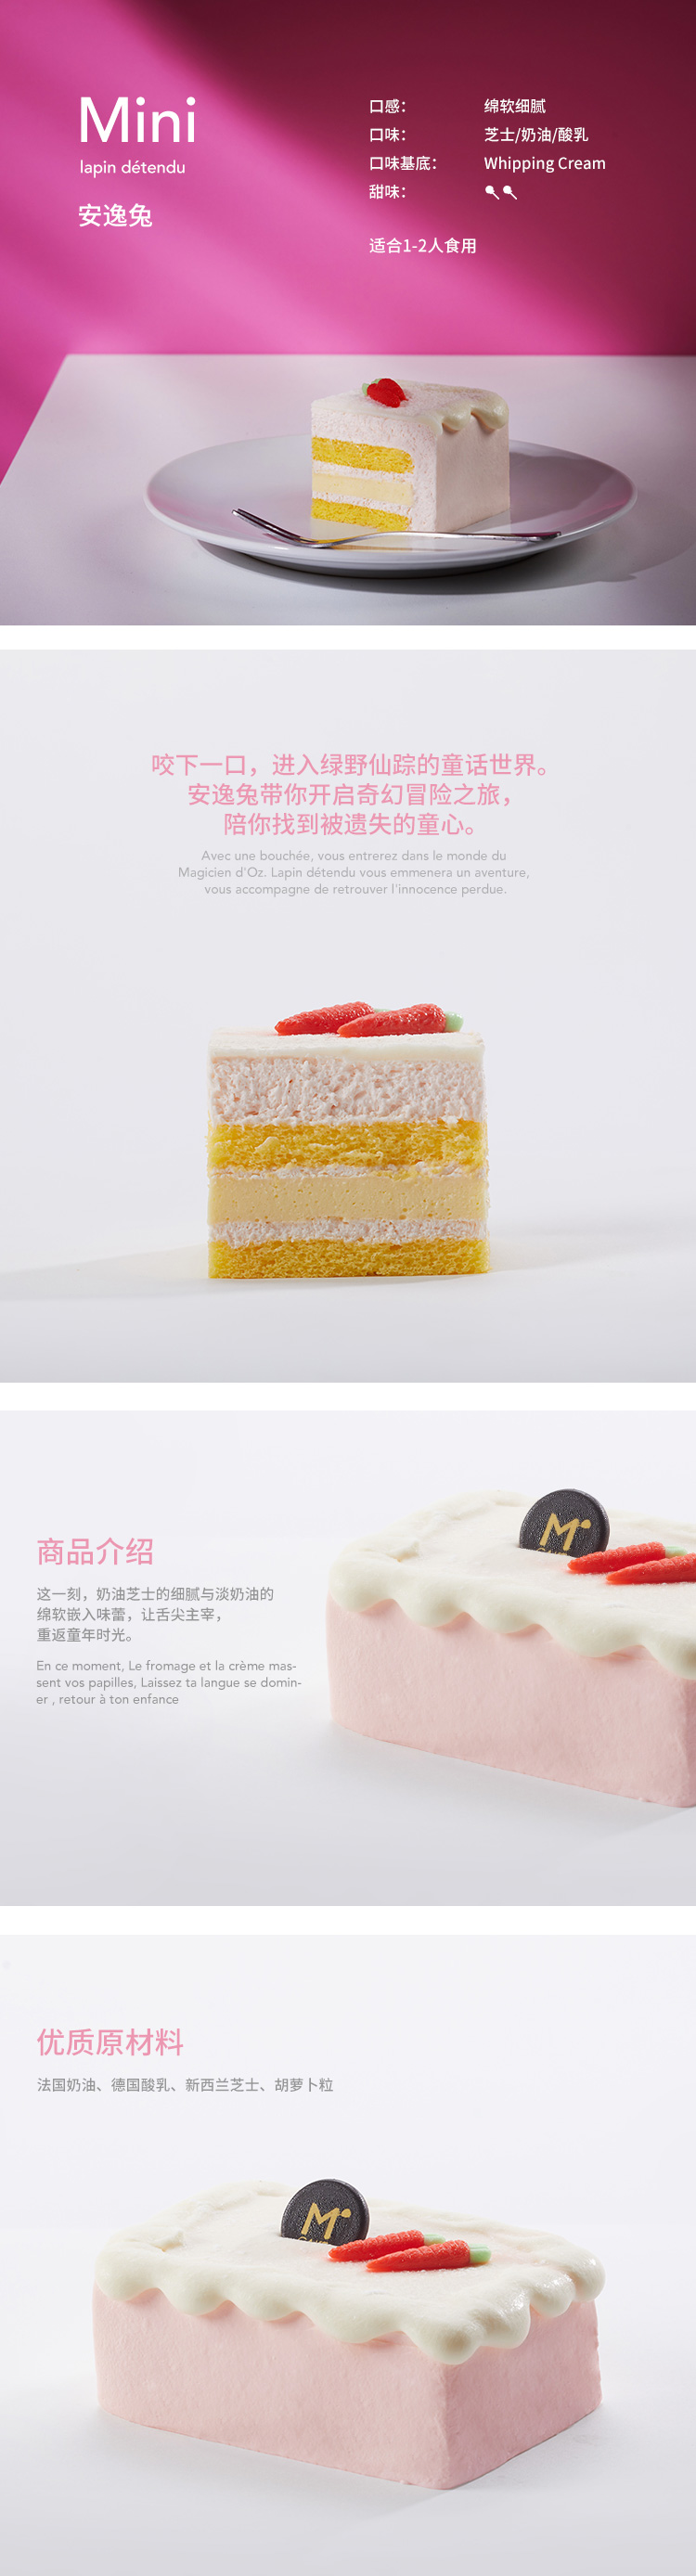 Mini
lapin détendu
安逸兔
口感： 绵软细腻
口味： 芝士/奶油/酸乳
口味基底： Whipping Cream
甜味：
适合1-2人食用
咬下一口，进入绿野仙踪的童话世界。
安逸兔带你开启奇幻冒险之旅，
陪你找到被遗失的童心。
Avec une bouchée, vous entrerez dans le monde du
Magicien d'Oz. Lapin détendu vous emmenera un aventure,
vous accompagne de retrouver l'innocence perdue.
商品介绍
这一刻，奶油芝士的细腻与淡奶油的
绵软嵌入味蕾，让舌尖主宰，
重返童年时光。
En ce moment, Le fromage et la crème mas-
sent vos papilles, Laissez ta langue se domin-
er , retour à ton enfance
M
优质原材料
法国奶油、德国酸乳、新西兰芝士、胡萝卜粒
M